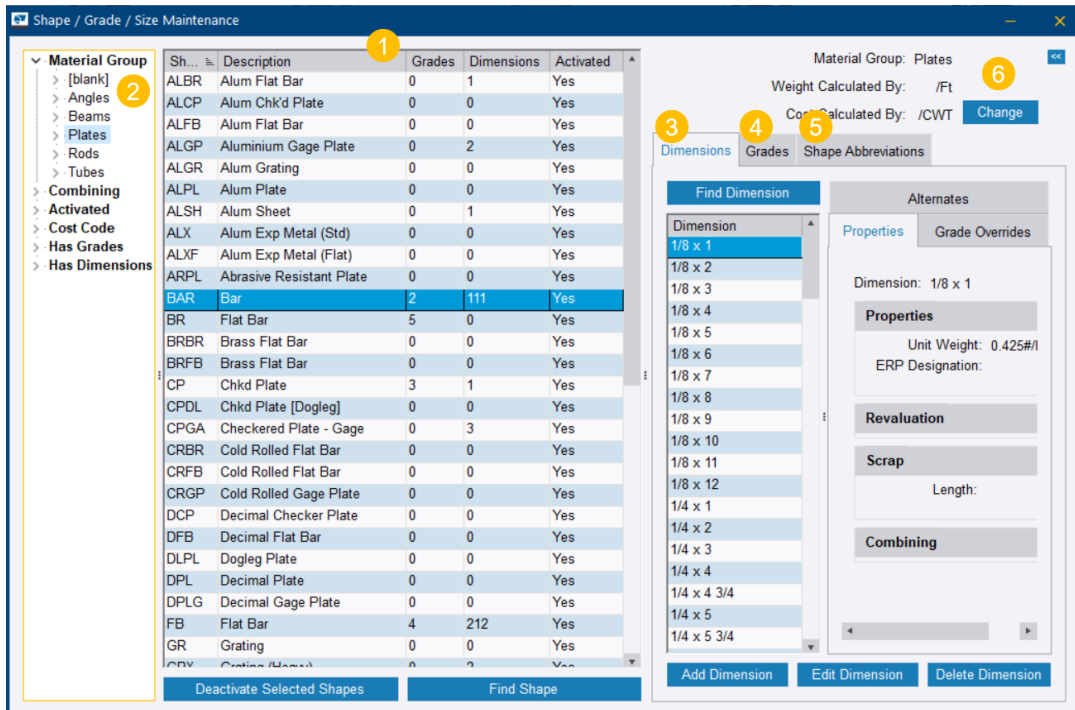 Shape / Grade / Size Maintenance
Material Group
[blank]
Angles
Beams
Plates
Rods
Tubes
Combining
Activated
Cost Code
Has Grades
Has Dimensions
1
2
Sh... Description Grades Dimensions Activated
ALBR Alum Flat Bar 0 1 Yes
ALCP Alum Chk'd Plate 0 0 Yes
ALFB Alum Flat Bar 0 0 Yes
ALGP Aluminium Gage Plate 0 2 Yes
ALGR Alum Grating 0 0 Yes
ALPL Alum Plate 0 0 Yes
ALSH Alum Sheet 0 1 Yes
ALX Alum Exp Metal (Std) 0 0 Yes
ALXF Alum Exp Metal (Flat) 0 0 Yes
ARPL Abrasive Resistant Plate 0 0 Yes
BAR Bar 2 111 Yes
BR Flat Bar 5 0 Yes
BRBR Brass Flat Bar 0 0 Yes
BRFB Brass Flat Bar 0 0 Yes
CP Chkd Plate 3 1 Yes
CPDL Chkd Plate [Dogleg] 0 0 Yes
CPGA Checkered Plate - Gage 0 3 Yes
CRBR Cold Rolled Flat Bar 0 0 Yes
CRFB Cold Rolled Flat Bar 0 0 Yes
CRGP Cold Rolled Gage Plate 0 0 Yes
DCP Decimal Checker Plate 0 0 Yes
DFB Decimal Flat Bar 0 0 Yes
DLPL Dogleg Plate 0 0 Yes
DPL Decimal Plate 0 0 Yes
DPLG Decimal Gage Plate 0 0 Yes
FB Flat Bar 4 212 Yes
GR Grating 0 0 Yes
Grating (Heavy) 0 Yes
Deactivate Selected Shapes Find Shape
Material Group: Plates <<
Weight Calculated By: /Ft 6
Calculated By: /CWT Change
3 4 5
Dimensions Grades Shape Abbreviations
Find Dimension
Dimension
1/8 x 1
1/8 x 2
1/8 x 3
1/8 x 4
1/8 x 5
1/8 x 6
1/8 x 7
1/8 x 8
1/8 x 9
1/8 x 10
1/8 x 11
1/8 x 12
1/4 x 1
1/4 x 2
1/4 x 3
1/4 x 4
1/4 x 4 3/4
1/4 x 5
1/4 x 5 3/4
Alternates
Properties Grade Overrides
Dimension: 1/8 x 1
Properties
Unit Weight: 0.425#/
ERP Designation:
Revaluation
Scrap
Length:
Combining
Add Dimension Edit Dimension Delete Dimension